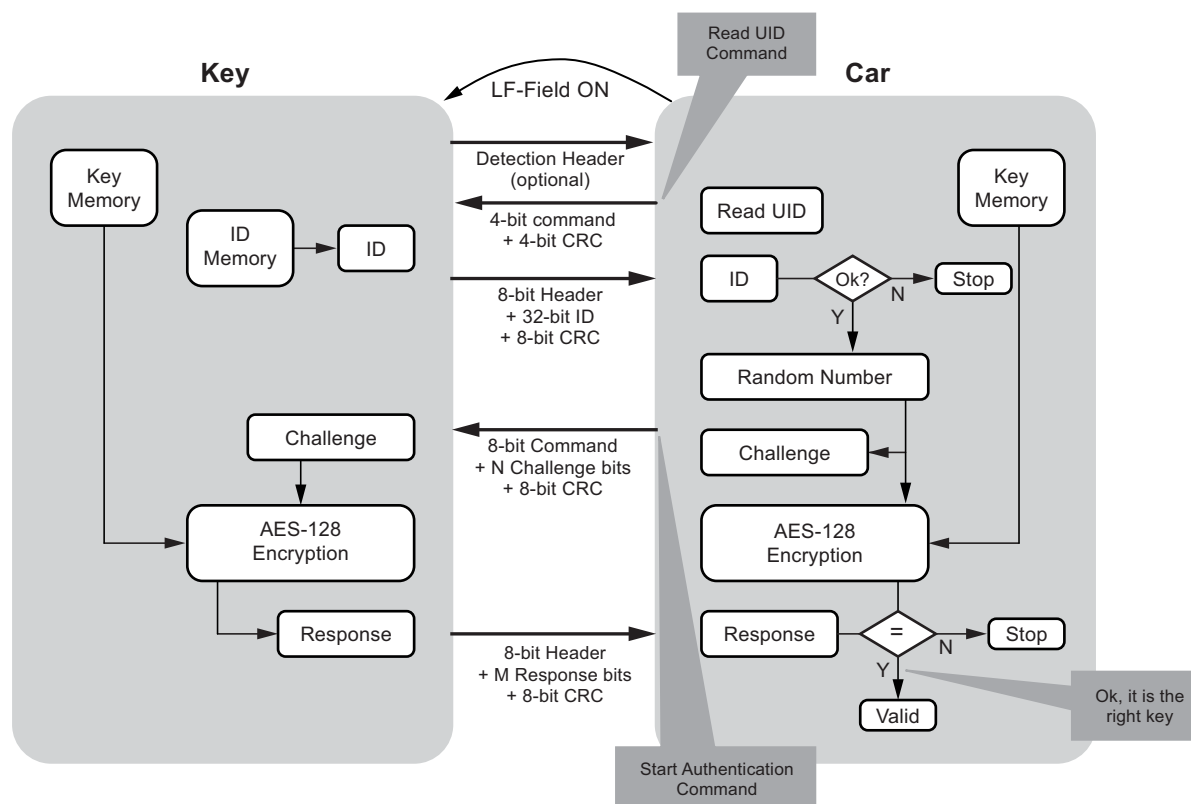 Read UID
Command
Key
Car
LF-Field ON
Detection Header
(optional)
Key
Memory
Key
Memory
4-bit command
+ 4-bit CRC
Read UID
ID
Memory
ID
8-bit Header
+ 32-bit ID
+ 8-bit CRC
ID
Ok?
N
Stop
Y
Random Number
Challenge
8-bit Command
+ N Challenge bits
+ 8-bit CRC
Challenge
AES-128
Encryption
AES-128
Encryption
Response
8-bit Header
+ M Response bits
+ 8-bit CRC
Response
=
N
Stop
Y
Valid
Ok, it is the
right key
Start Authentication
Command